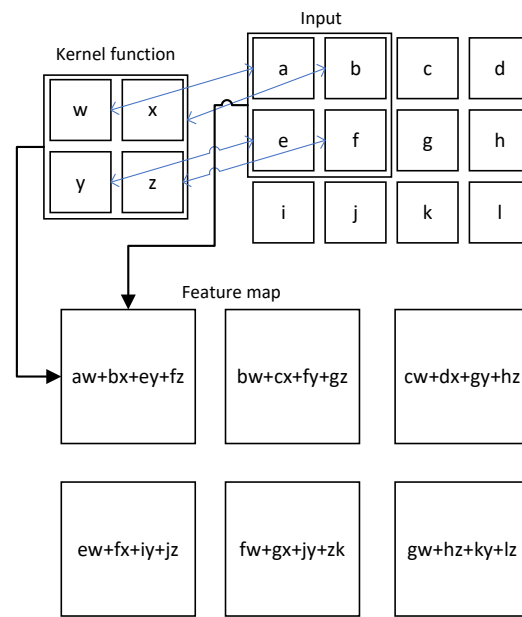 Input
Kernel function
a b c d
w x
e f g h
y z
i j k l
Feature map
aw+bx+ey+fz bw+cx+fy+gz cw+dx+gy+hz
ew+fx+iy+jz fw+gx+jy+zk gw+hz+ky+lz